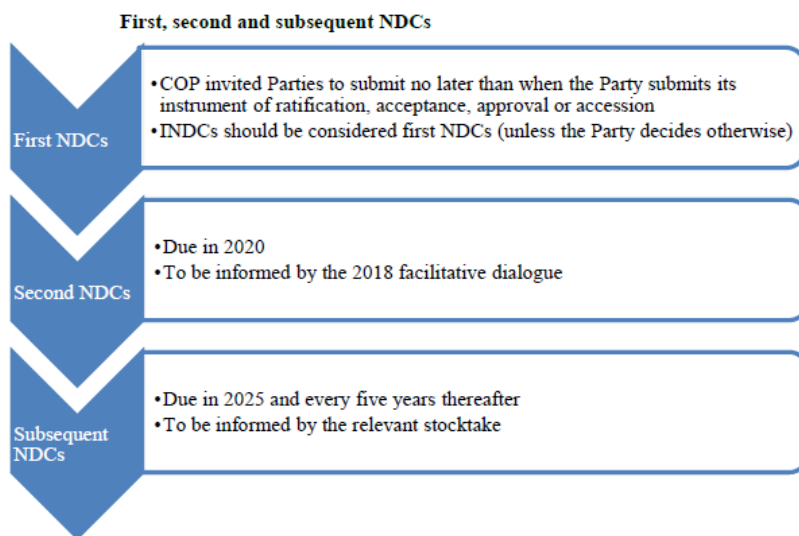 First, second and subsequent NDCs
First NDCs
•COP invited Parties to submit no later than when the Party submits its
instrument of ratification, acceptance, approval or accession
•INDCs should be considered first NDCs (unless the Party decides otherwise)
Second NDCs
•Due in 2020
•To be informed by the 2018 facilitative dialogue
Subsequent
NDCs
•Due in 2025 and every five years thereafter
•To be informed by the relevant stocktake